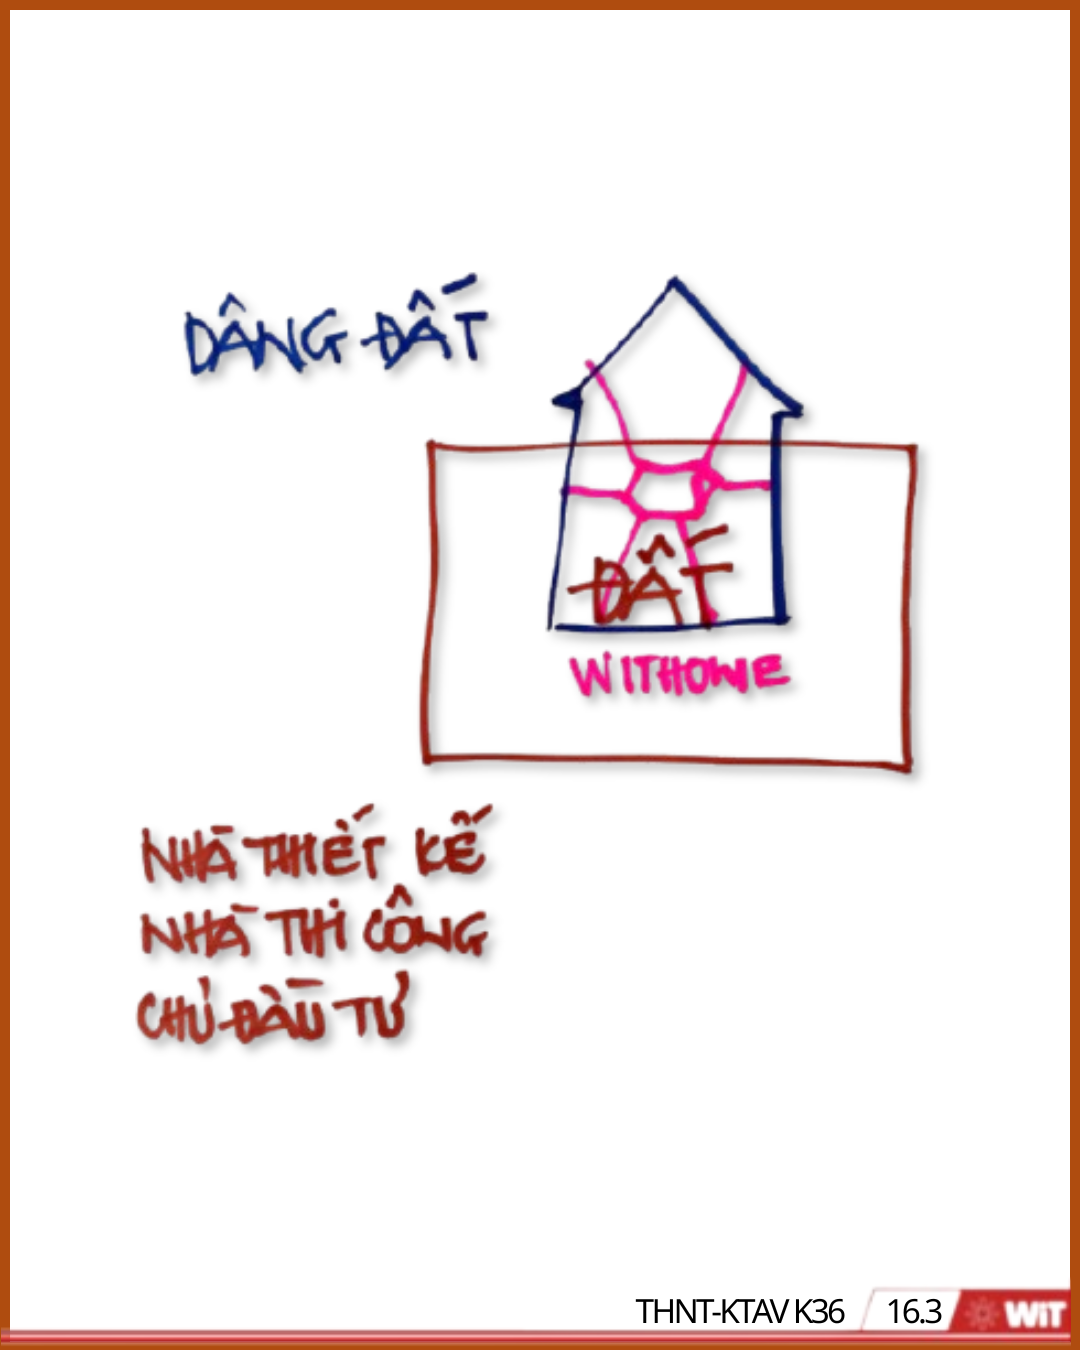 DÂNG ĐẤT
ĐẤT
WITHOME
NHÀ THIẾT KẾ
NHÀ THI CÔNG
CHỦ ĐẦU TƯ
THNT-KTAV K36 16.3 WiT